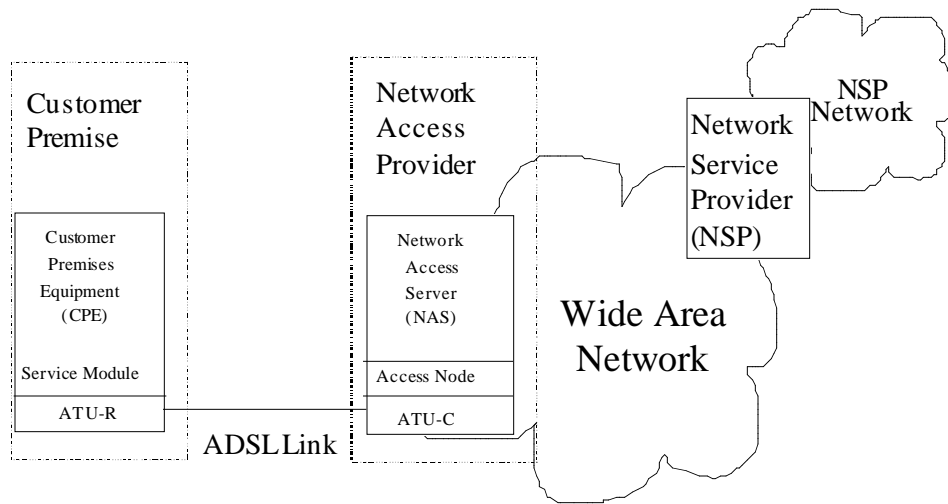 Customer
Premise
Customer
Premises
Equipment
(CPE)
Service Module
ATU-R
ADSL Link
Network
Access
Provider
Network
Access
Server
(NAS)
Access Node
ATU-C
Wide Area
Network
Network
Service
Provider
(NSP)
NSP
Network